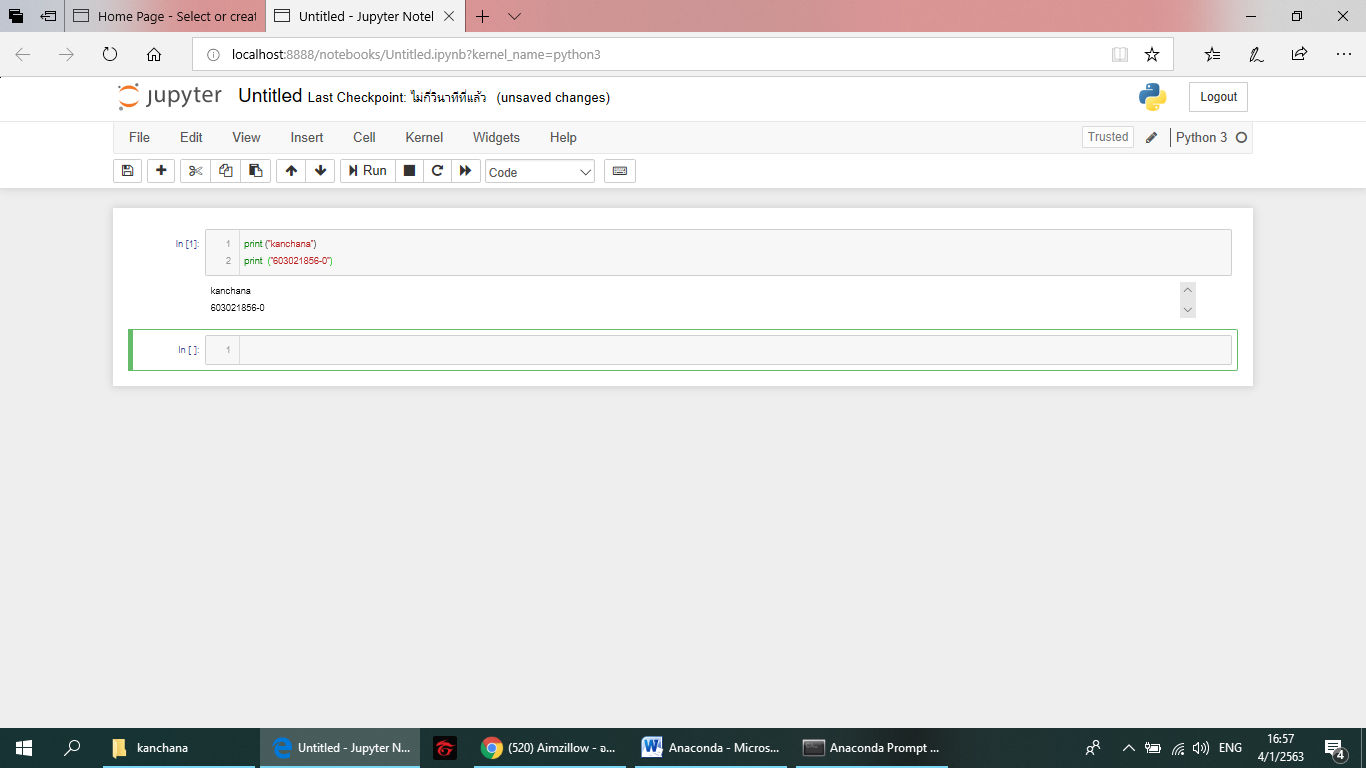 Home Page - Select or creat
Untitled - Jupyter Notel
localhost:8888/notebooks/Untitled.ipynb?kernel_name=python3
jupyter Untitled Last Checkpoint: ไม่กี่วินาทีที่แล้ว (unsaved changes)
Logout
File Edit View Insert Cell Kernel Widgets Help
Trusted Python 3
Run Code
In [1]: 1 print ("kanchana")
2 print ("603021856-0")
kanchana
603021856-0
In [ ]: 1
kanchana
Untitled - Jupyter N...
(520) Aimzillow - อ...
Anaconda - Micros...
Anaconda Prompt ...
ENG
16:57
4/1/2563
4